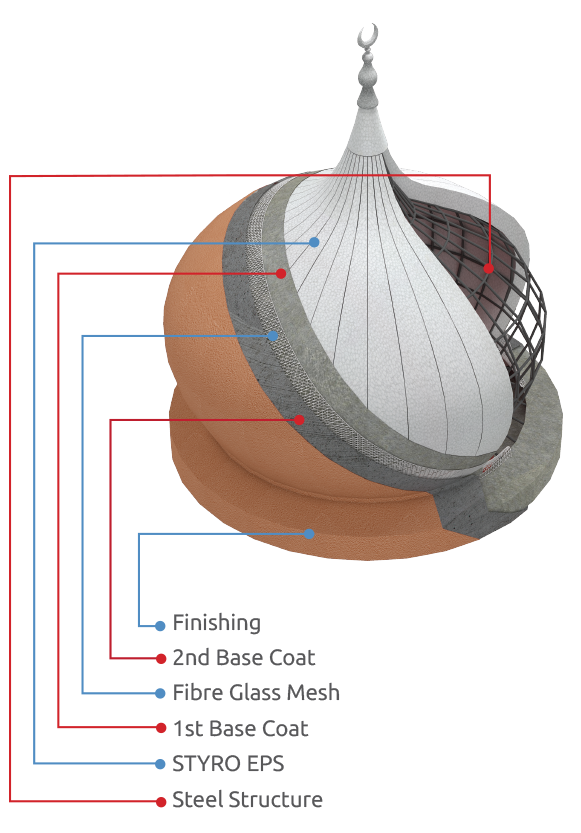 Finishing
2nd Base Coat
Fibre Glass Mesh
1st Base Coat
STYRO EPS
Steel Structure